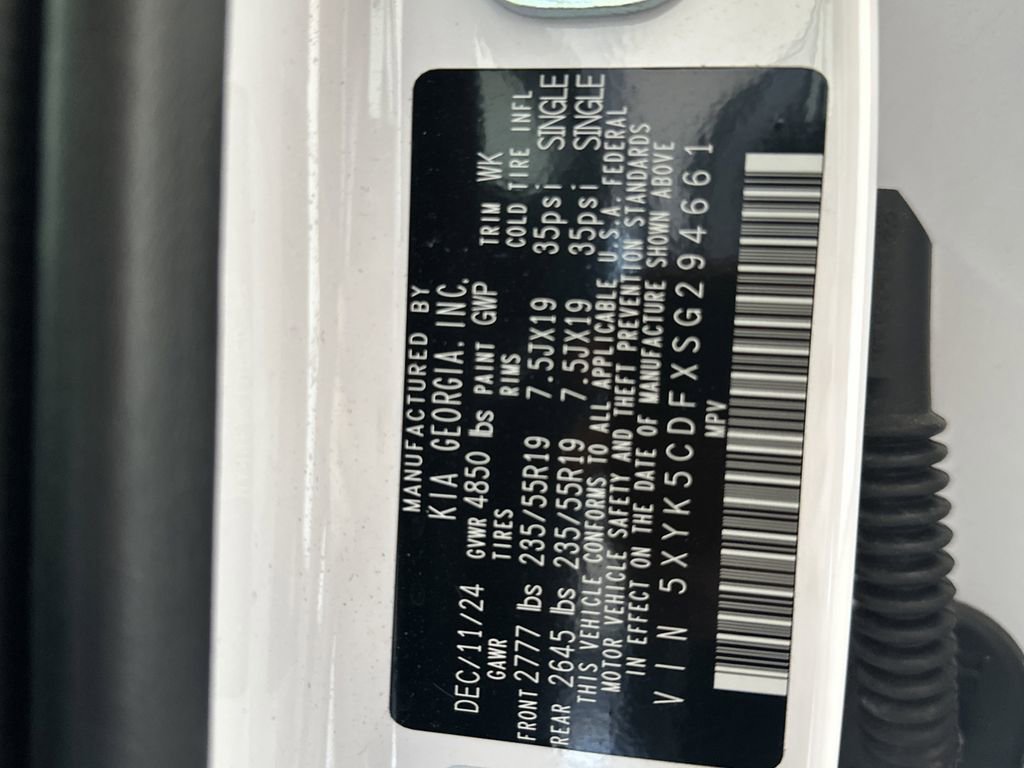 MANUFACTURED BY
KIA GEORGIA. INC.
DEC/11/24 GVWR 4850 lbs PAINT GWP TRIM WK
GAWR TIRES RIMS COLD TIRE INFL
FRONT 2777 lbs 235/55R19 7.5JX19 35psi SINGLE
REAR 2645 lbs 235/55R19 7.5JX19 35psi SINGLE
THIS VEHICLE CONFORMS TO ALL APPLICABLE U.S.A. FEDERAL
MOTOR VEHICLE SAFETY AND THEFT PREVENTION STANDARDS
IN EFFECT ON THE DATE OF MANUFACTURE SHOWN ABOVE
VIN 5XYK5CDFXSG294661
MPV